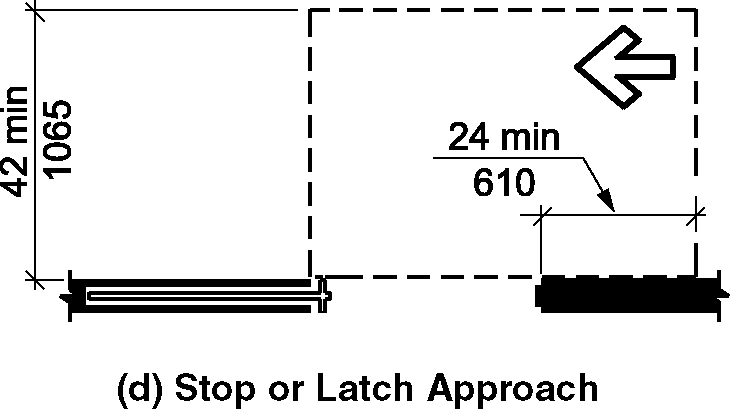 42 min
1065
24 min
610
(d) Stop or Latch Approach